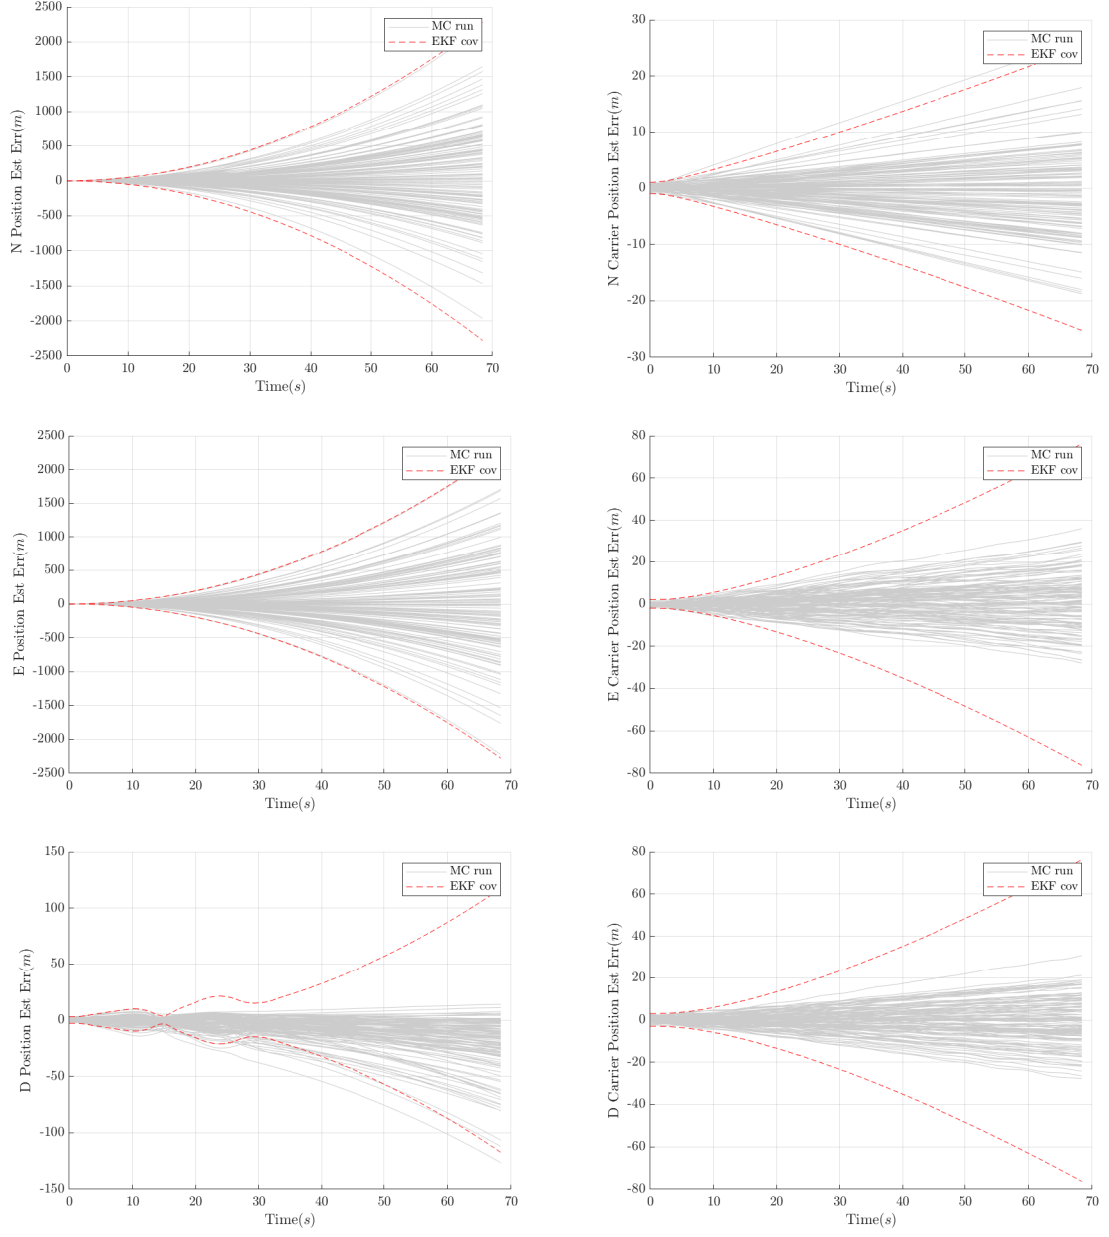 2500
2000
1500
1000
500
0
-500
-1000
-1500
-2000
-2500
N Position Est Err(m)
0 10 20 30 40 50 60 70
Time(s)
MC run
EKF cov
30
20
10
0
-10
-20
-30
N Carrier Position Est Err(m)
0 10 20 30 40 50 60 70
Time(s)
MC run
EKF cov
2500
2000
1500
1000
500
0
-500
-1000
-1500
-2000
-2500
E Position Est Err(m)
0 10 20 30 40 50 60 70
Time(s)
MC run
EKF cov
80
60
40
20
0
-20
-40
-60
-80
E Carrier Position Est Err(m)
0 10 20 30 40 50 60 70
Time(s)
MC run
EKF cov
150
100
50
0
-50
-100
-150
D Position Est Err(m)
0 10 20 30 40 50 60 70
Time(s)
MC run
EKF cov
80
60
40
20
0
-20
-40
-60
-80
D Carrier Position Est Err(m)
0 10 20 30 40 50 60 70
Time(s)
MC run
EKF cov